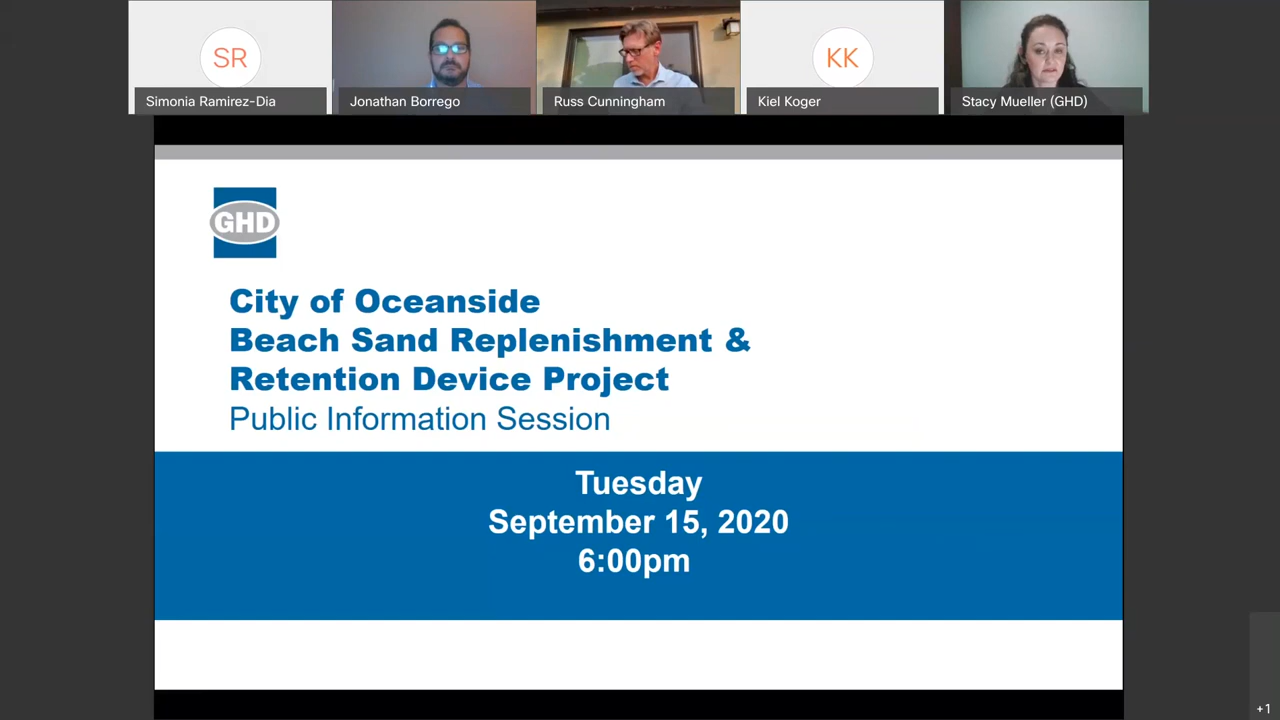 SR
KK
Simonia Ramirez-Dia
Jonathan Borrego
Russ Cunningham
Kiel Koger
Stacy Mueller (GHD)
GHD
City of Oceanside
Beach Sand Replenishment &
Retention Device Project
Public Information Session
Tuesday
September 15, 2020
6:00pm
+1